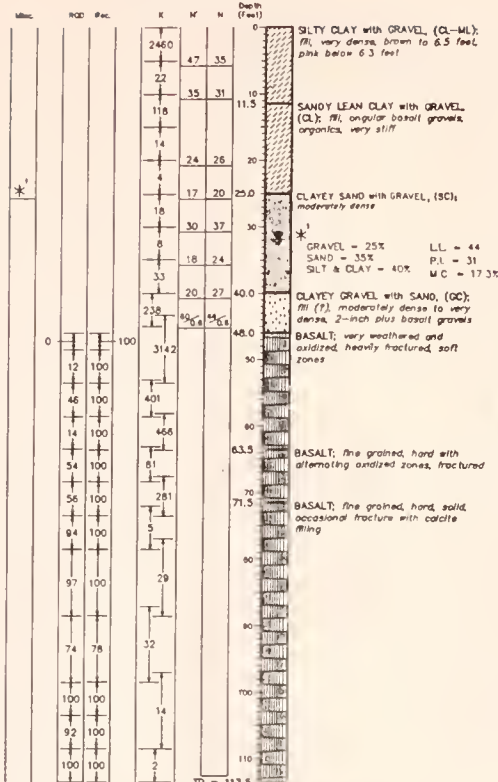 Misc.
RQD
Rec.
K
N'
N
Depth
(Feet)
0
SILTY CLAY with GRAVEL, (CL-ML);
fill, very dense, brown to 6.5 feet,
pink below 6.3 feet
2460
47 35
22
10
35 31
11.5
SANDY LEAN CLAY with GRAVEL,
(CL); fill, angular basalt gravels,
organics, very stiff
118
14
24 26
20
4
* 1
17 20
25.0
CLAYEY SAND with GRAVEL, (SC);
moderately dense
18
30 37
30
* 1
GRAVEL = 25% L.L. = 44
SAND = 35% P.I. = 31
SILT & CLAY = 40% M.C. = 17.3%
8
18 24
33
20 27
40.0
CLAYEY GRAVEL with SAND, (GC);
fill (?), moderately dense to very
dense, 2-inch plus basalt gravels
238
48.0
BASALT; very weathered and
oxidized, heavily fractured, soft
zones
0 100
3142
50
12 100
46 100
401
14 100
466
60
63.5
BASALT; fine grained, hard with
alternating oxidized zones, fractured
54 100
81
56 100
281
70
71.5
BASALT; fine grained, hard, solid,
occasional fracture with calcite
filling
94 100
5
97 100
29
80
74 78
32
90
100 100
100
92 100
14
100 100
2
110